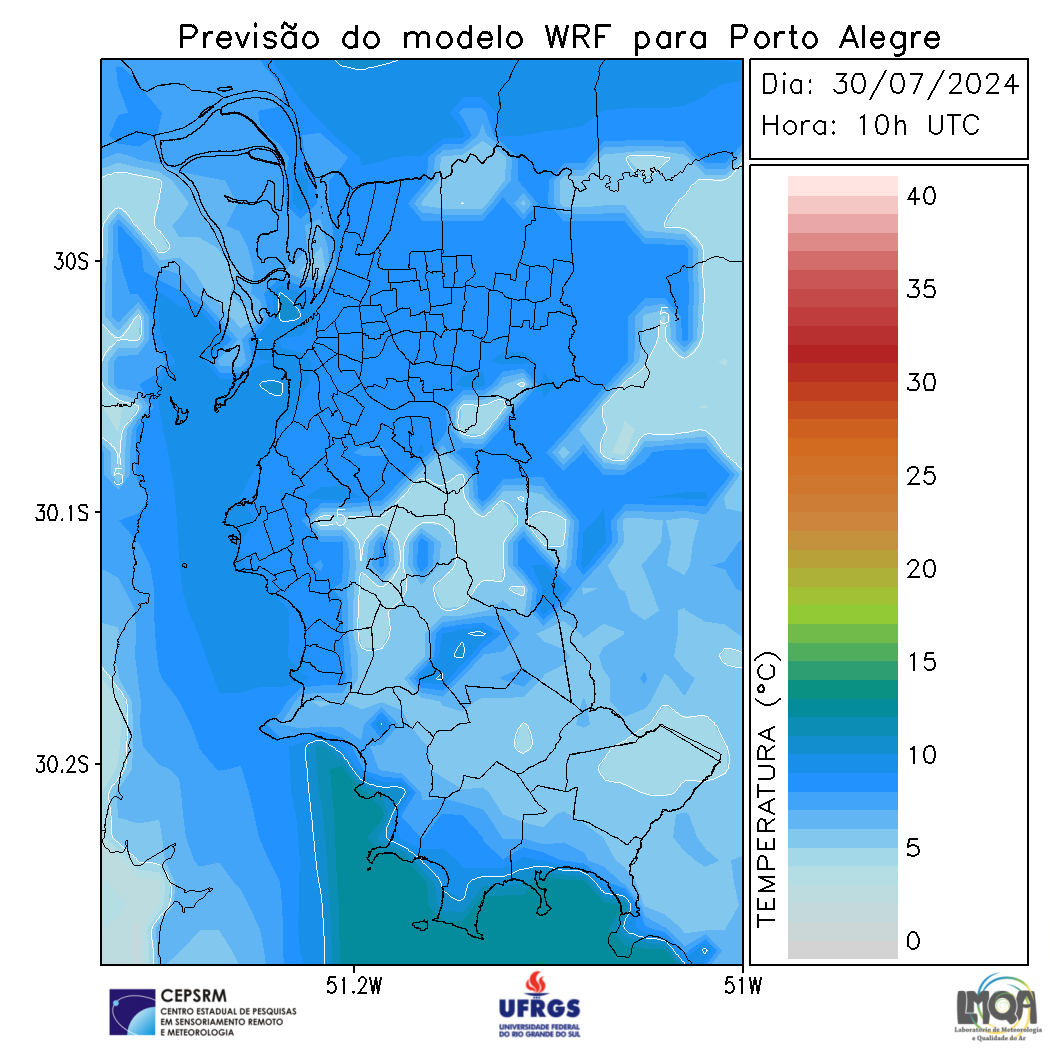 Previsão do modelo WRF para Porto Alegre
Dia: 30/07/2024
Hora: 10h UTC
40
35
30
25
20
15
10
5
0
TEMPERATURA (°C)
30S
30.1S
30.2S
51.2W
51W
5
5
5
CEPSRM
CENTRO ESTADUAL DE PESQUISAS
EM SENSORIAMENTO REMOTO
E METEOROLOGIA
UFRGS
UNIVERSIDADE FEDERAL
DO RIO GRANDE DO SUL
LMQA
Laboratório de Meteorologia
e Qualidade do Ar